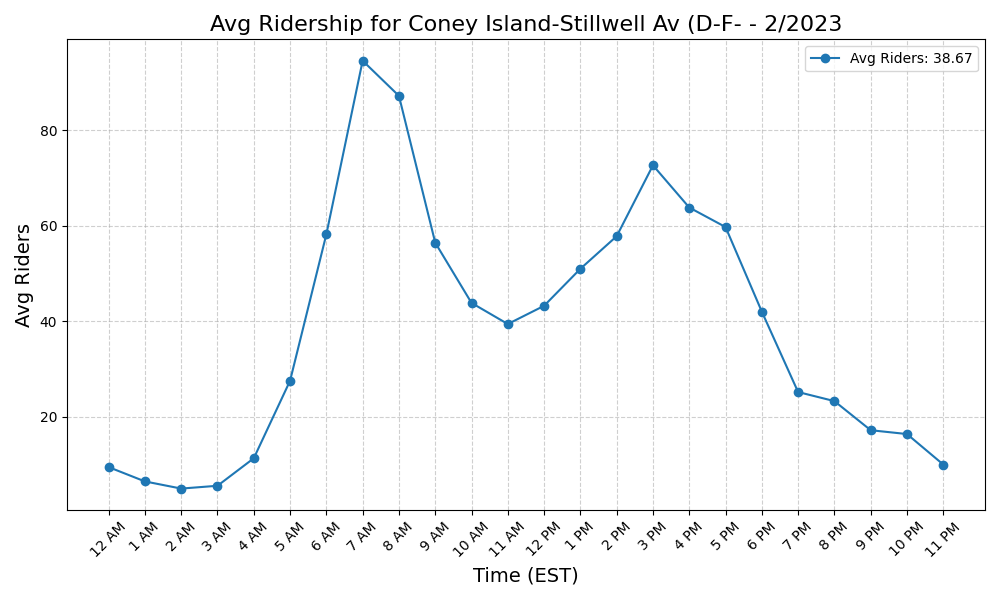 Avg Ridership for Coney Island-Stillwell Av (D-F- - 2/2023
Avg Riders: 38.67
Avg Riders
80
60
40
20
12 AM
1 AM
2 AM
3 AM
4 AM
5 AM
6 AM
7 AM
8 AM
9 AM
10 AM
11 AM
12 PM
1 PM
2 PM
3 PM
4 PM
5 PM
6 PM
7 PM
8 PM
9 PM
10 PM
11 PM
Time (EST)